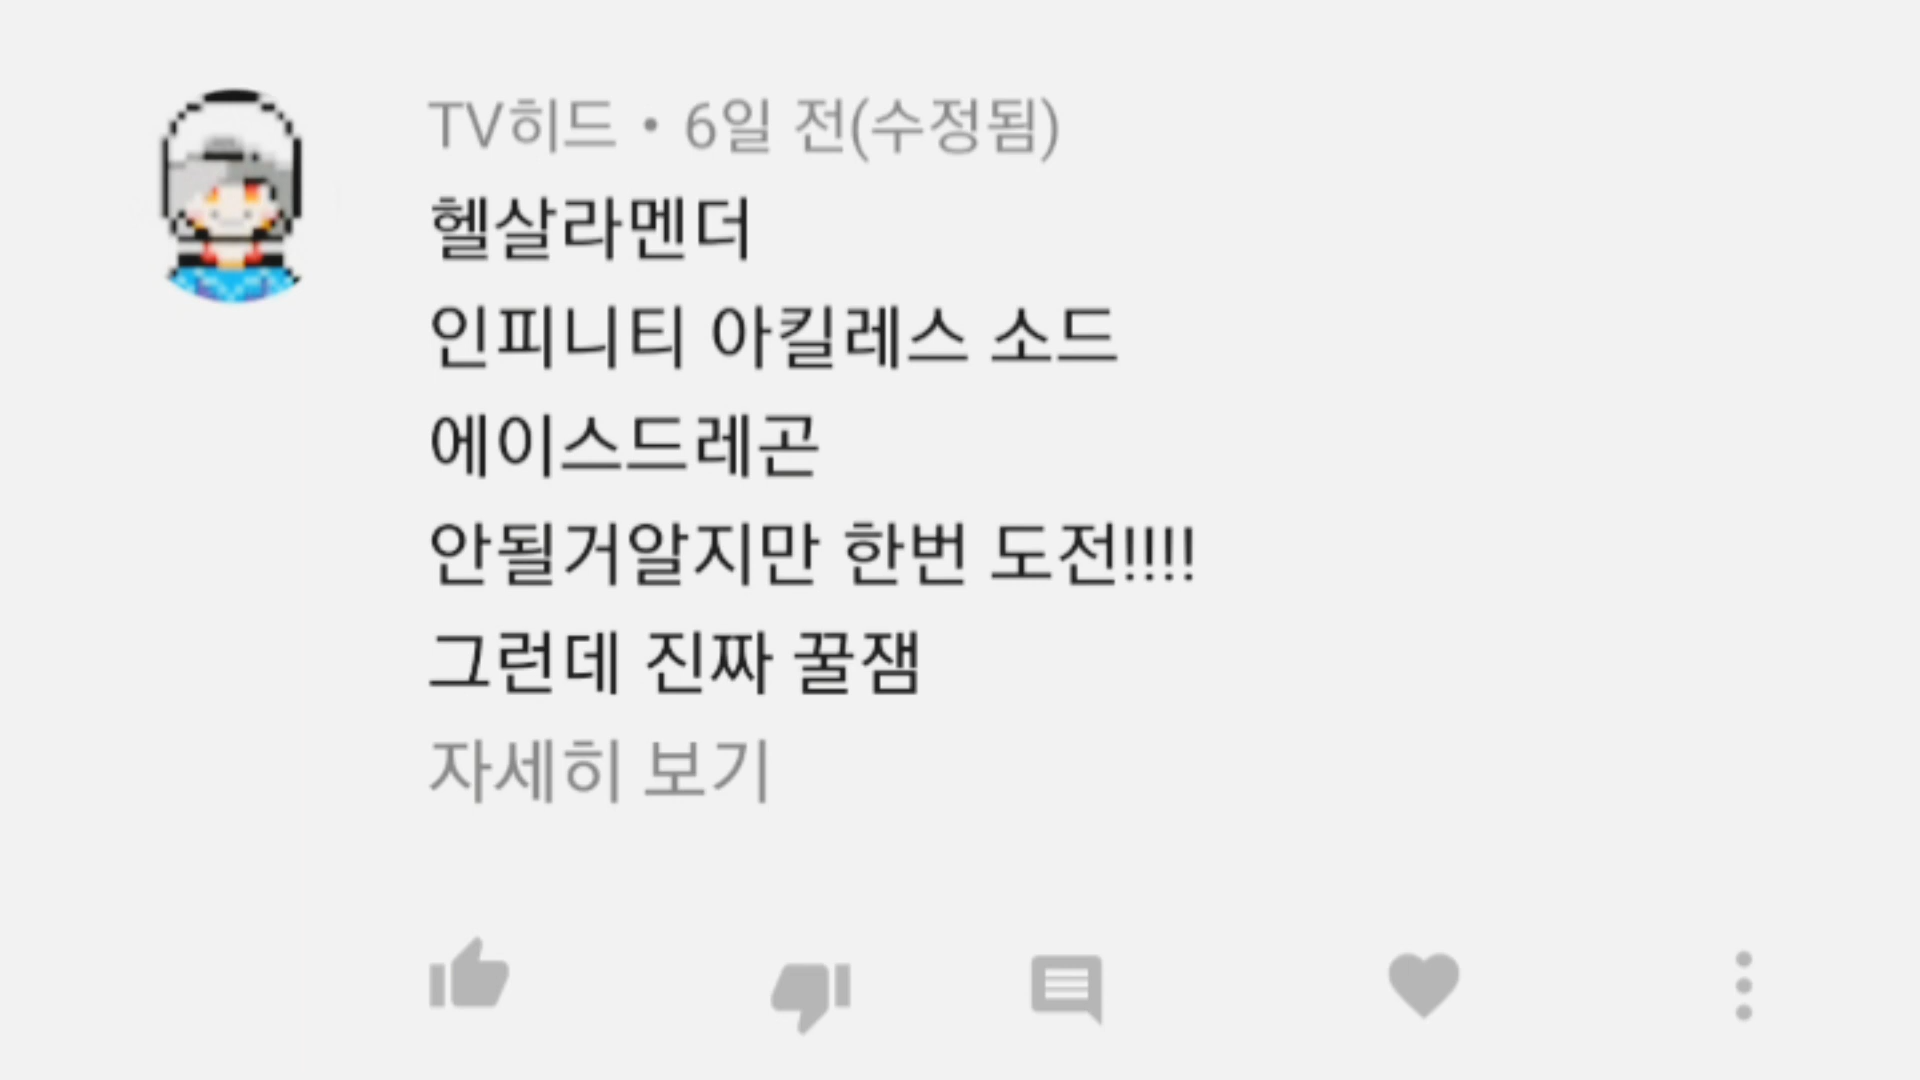 TV히드 • 6일 전(수정됨)
헬살라멘더
인피니티 아킬레스 소드
에이스드레곤
안될거알지만 한번 도전!!!!
그런데 진짜 꿀잼
자세히 보기